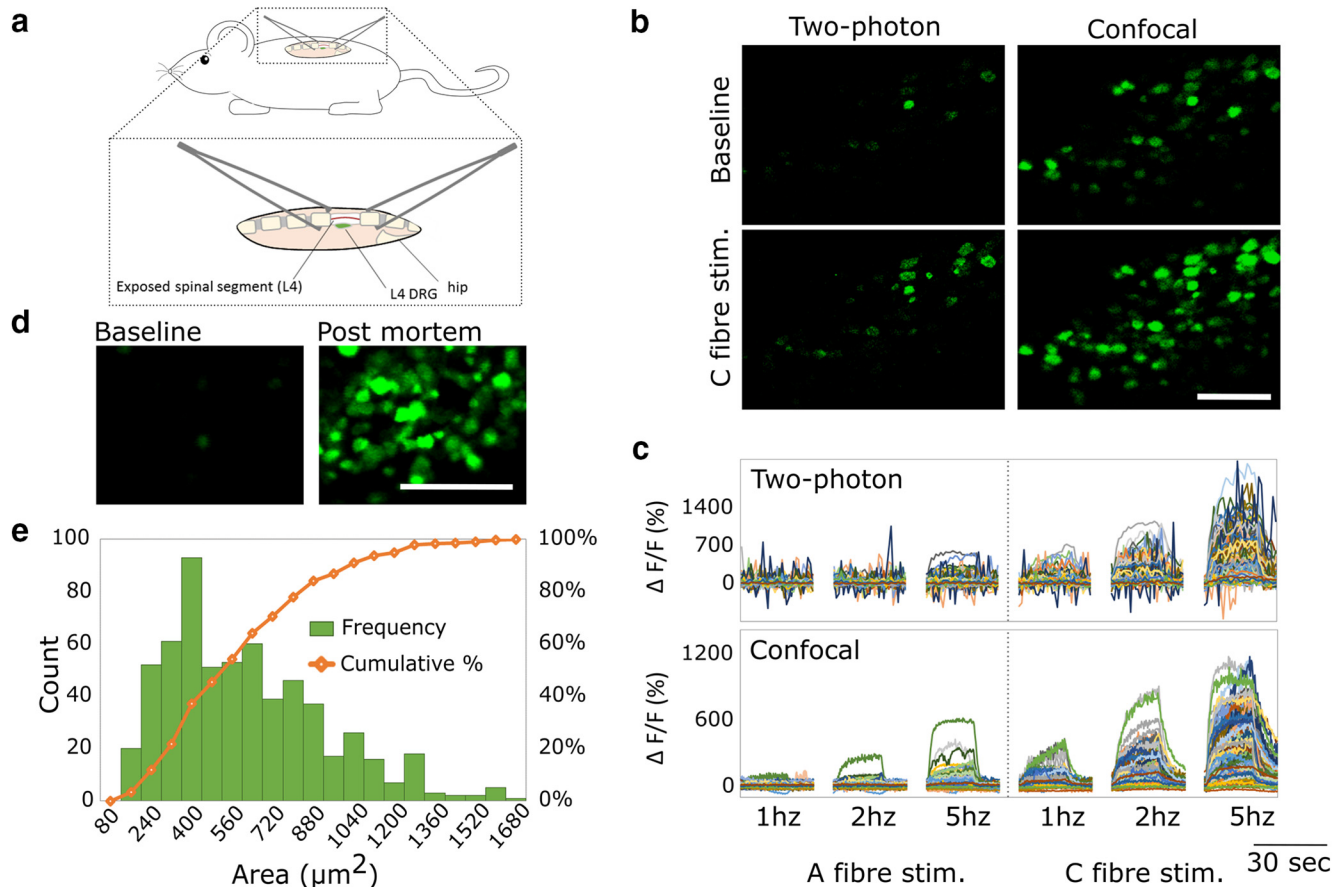 a
Exposed spinal segment (L4)
L4 DRG
hip
b
Two-photon
Confocal
Baseline
C fibre stim.
d
Baseline
Post mortem
c
Two-photon
1400
700
0
Δ F/F (%)
Confocal
1200
600
0
Δ F/F (%)
1hz 2hz 5hz 1hz 2hz 5hz
A fibre stim. C fibre stim.
30 sec
e
100
80
60
40
20
0
Count
Frequency
Cumulative %
100%
80%
60%
40%
20%
0%
80 240 400 560 720 880 1040 1200 1360 1520 1680
Area (μm²)